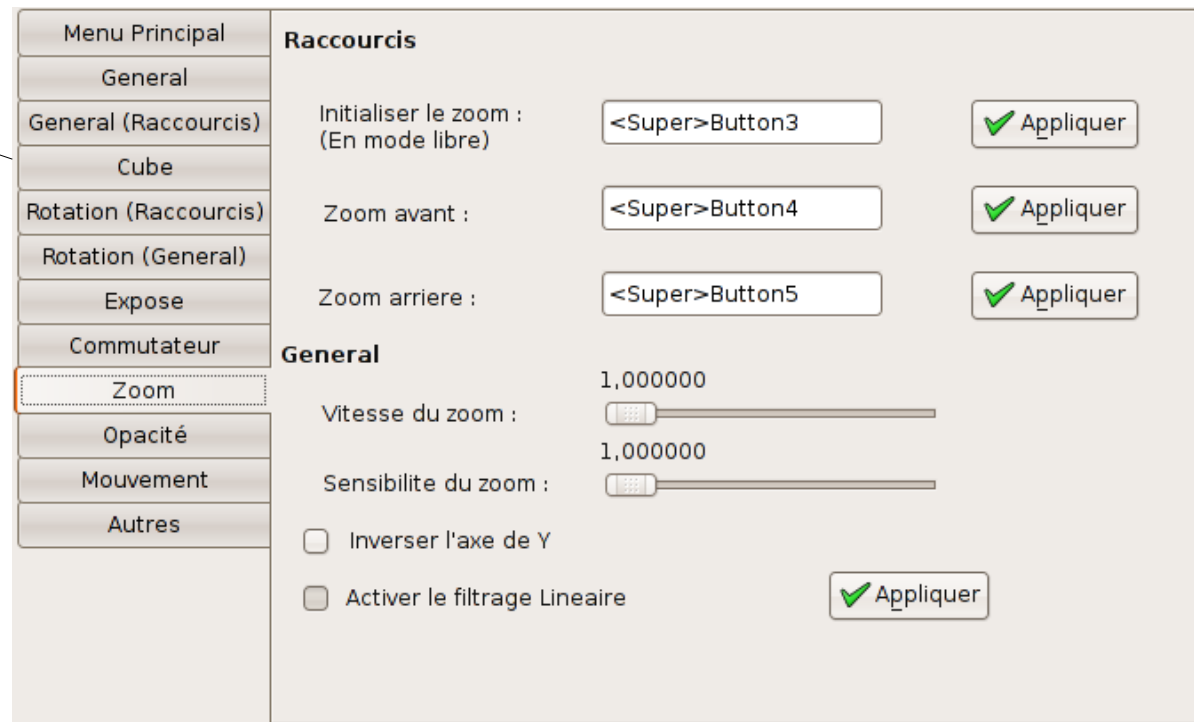 Menu Principal
General
General (Raccourcis)
Cube
Rotation (Raccourcis)
Rotation (General)
Expose
Commutateur
Zoom
Opacité
Mouvement
Autres
Raccourcis
Initialiser le zoom :
(En mode libre)
<Super>Button3
Appliquer
Zoom avant :
<Super>Button4
Appliquer
Zoom arriere :
<Super>Button5
Appliquer
General
1,000000
Vitesse du zoom :
1,000000
Sensibilite du zoom :
Inverser l'axe de Y
Activer le filtrage Lineaire
Appliquer